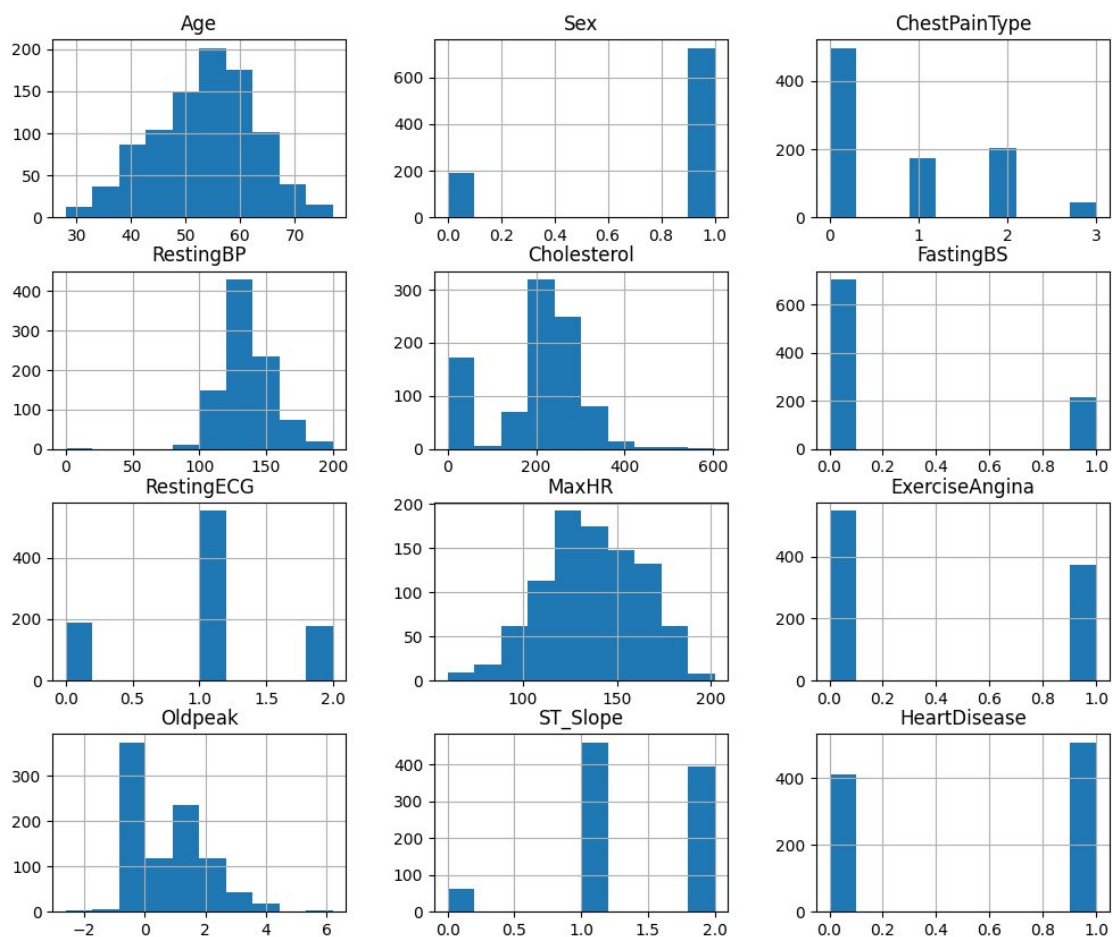 Age
200
150
100
50
0
30 40 50 60 70
Sex
600
400
200
0
0.0 0.2 0.4 0.6 0.8 1.0
ChestPainType
400
200
0
0 1 2 3
RestingBP
400
300
200
100
0
0 50 100 150 200
Cholesterol
300
200
100
0
0 200 400 600
FastingBS
600
400
200
0
0.0 0.2 0.4 0.6 0.8 1.0
RestingECG
400
200
0
0.0 0.5 1.0 1.5 2.0
MaxHR
200
150
100
50
0
100 150 200
ExerciseAngina
400
200
0
0.0 0.2 0.4 0.6 0.8 1.0
Oldpeak
300
200
100
0
−2 0 2 4 6
ST_Slope
400
300
200
100
0
0.0 0.5 1.0 1.5 2.0
HeartDisease
400
200
0
0.0 0.2 0.4 0.6 0.8 1.0